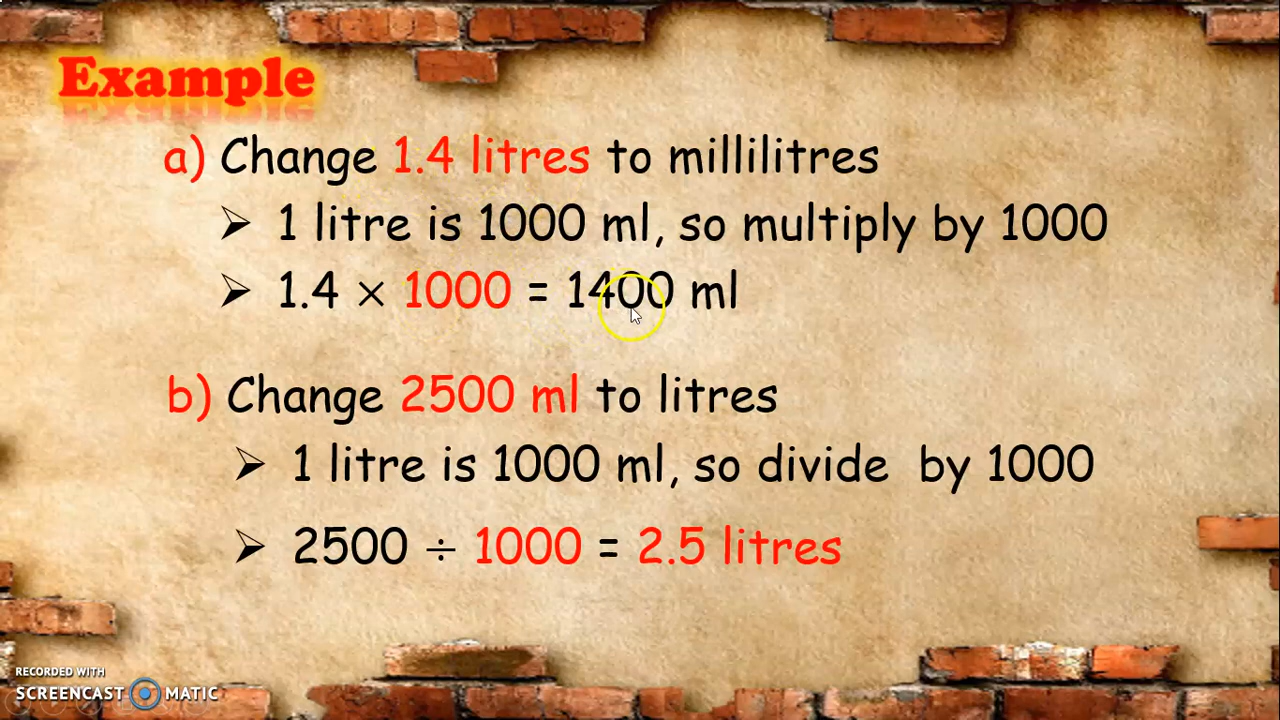 Example
a) Change 1.4 litres to millilitres
➢ 1 litre is 1000 ml, so multiply by 1000
➢ 1.4 × 1000 = 1400 ml
b) Change 2500 ml to litres
➢ 1 litre is 1000 ml, so divide by 1000
➢ 2500 ÷ 1000 = 2.5 litres
RECORDED WITH
SCREENCAST MATIC